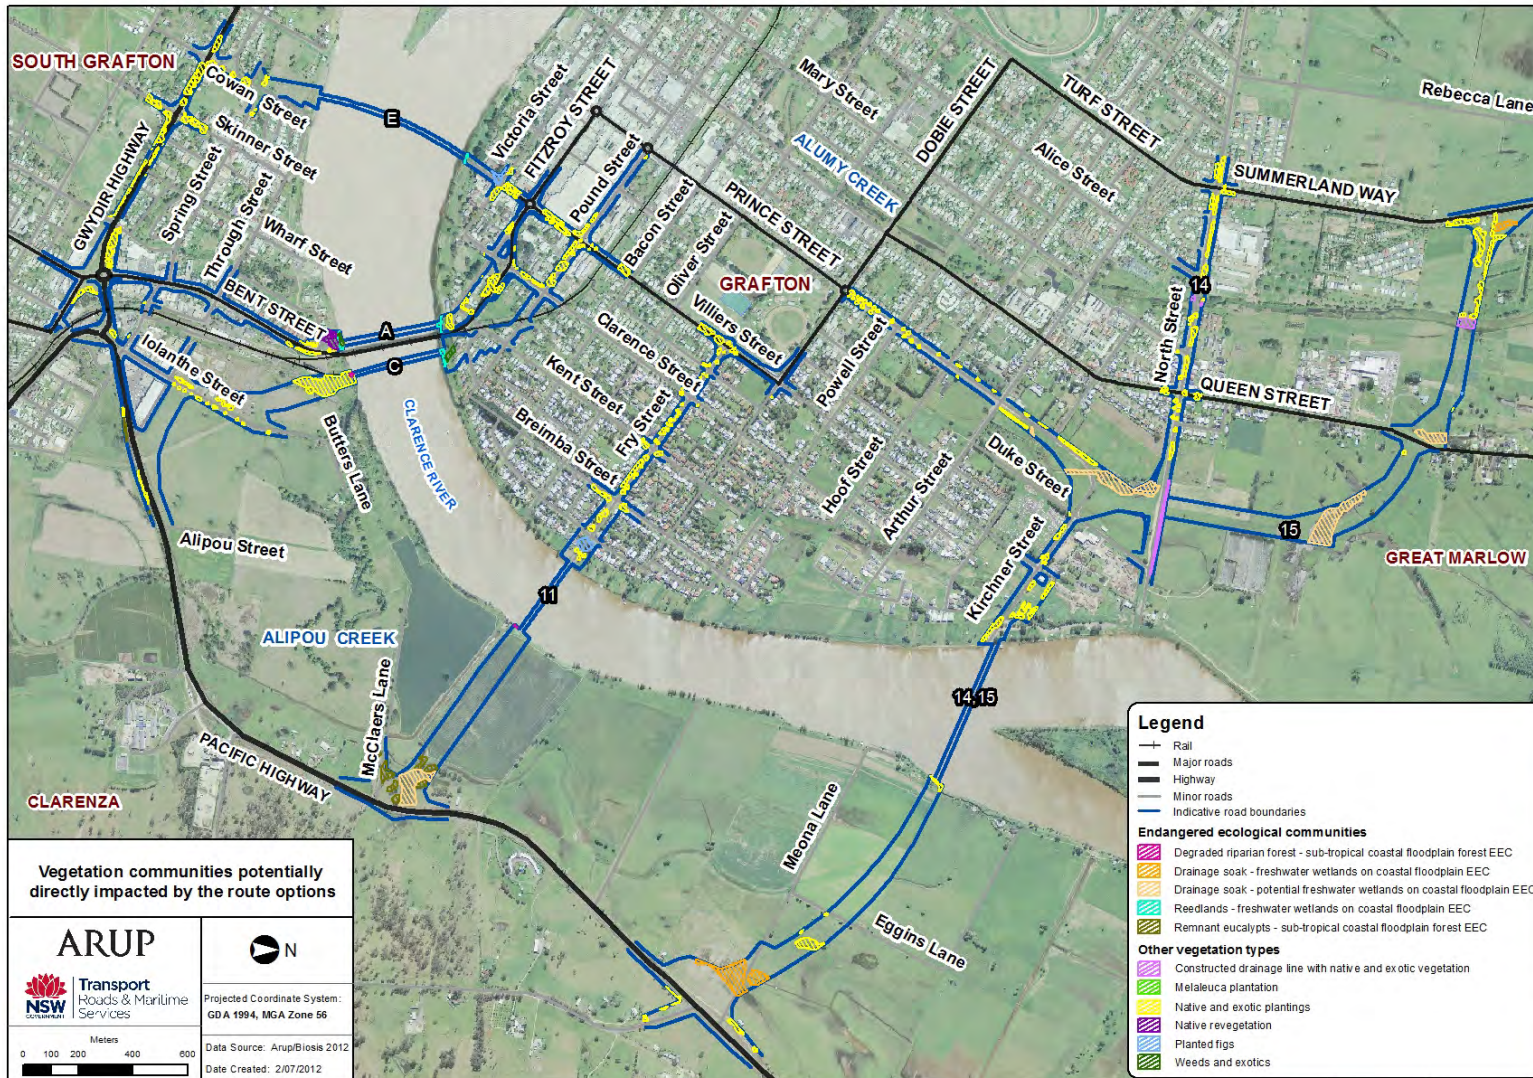 SOUTH GRAFTON
Cowan Street
Skinner Street
GWYDIR HIGHWAY
Spring Street
Through Street
Wharf Street
BENT STREET
Iolanthe Street
Butters Lane
CLARENCE RIVER
Alipou Street
E
A
C
Victoria Street
FITZROY STREET
Pound Street
Bacon Street
Oliver Street
PRINCE STREET
GRAFTON
Villiers Street
Clarence Street
Kent Street
Fry Street
Breimba Street
Mary Street
ALUMY CREEK
DOBIE STREET
TURF STREET
Alice Street
Rebecca Lane
SUMMERLAND WAY
14
North Street
QUEEN STREET
Powell Street
Hoof Street
Arthur Street
Duke Street
Kirchner Street
15
GREAT MARLOW
11
ALIPOU CREEK
McClaers Lane
PACIFIC HIGHWAY
CLARENZA
14,15
Meona Lane
Eggins Lane
Vegetation communities potentially
directly impacted by the route options
ARUP
NSW
GOVERNMENT
Transport
Roads & Maritime
Services
N
Projected Coordinate System:
GDA 1994, MGA Zone 56
Meters
0 100 200 400 600
Data Source: Arup/Biosis 2012
Date Created: 2/07/2012
Legend
Rail
Major roads
Highway
Minor roads
Indicative road boundaries
Endangered ecological communities
Degraded riparian forest - sub-tropical coastal floodplain forest EEC
Drainage soak - freshwater wetlands on coastal floodplain EEC
Drainage soak - potential freshwater wetlands on coastal floodplain EEC
Reedlands - freshwater wetlands on coastal floodplain EEC
Remnant eucalypts - sub-tropical coastal floodplain forest EEC
Other vegetation types
Constructed drainage line with native and exotic vegetation
Melaleuca plantation
Native and exotic plantings
Native revegetation
Planted figs
Weeds and exotics